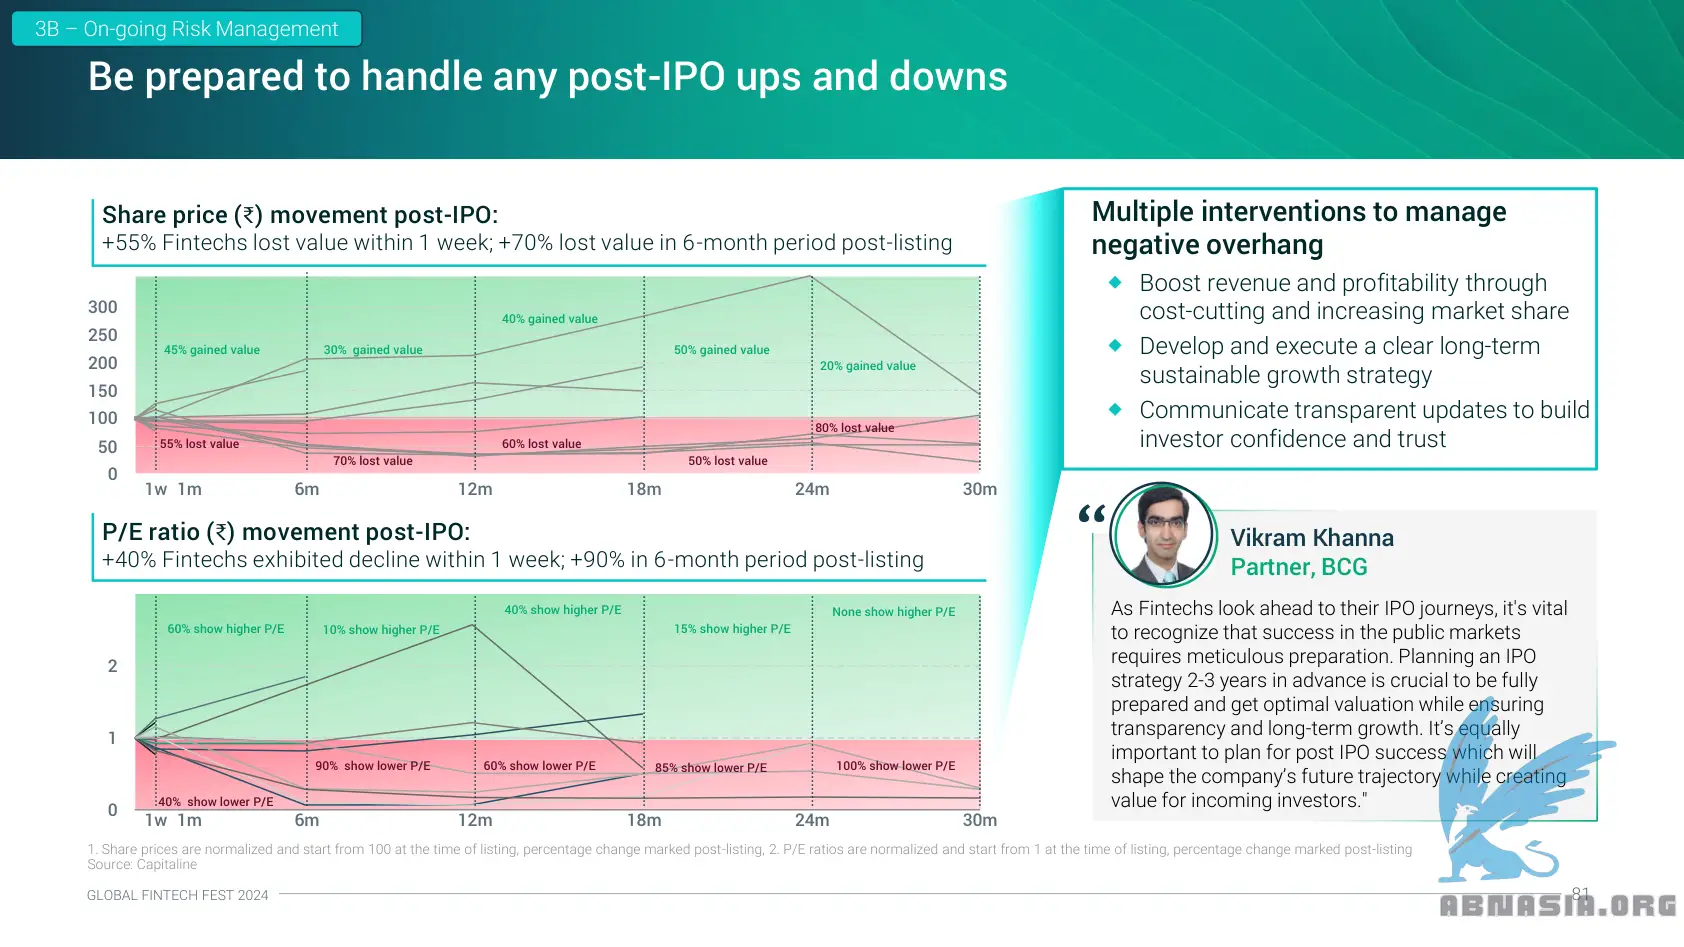 3B – On-going Risk Management
Be prepared to handle any post-IPO ups and downs
Share price (₹) movement post-IPO:
+55% Fintechs lost value within 1 week; +70% lost value in 6-month period post-listing
300
250
200
150
100
50
0
45% gained value
30% gained value
40% gained value
50% gained value
20% gained value
55% lost value
70% lost value
60% lost value
50% lost value
80% lost value
1w 1m 6m 12m 18m 24m 30m
P/E ratio (₹) movement post-IPO:
+40% Fintechs exhibited decline within 1 week; +90% in 6-month period post-listing
2
1
0
60% show higher P/E
10% show higher P/E
40% show higher P/E
15% show higher P/E
None show higher P/E
40% show lower P/E
90% show lower P/E
60% show lower P/E
85% show lower P/E
100% show lower P/E
1w 1m 6m 12m 18m 24m 30m
Multiple interventions to manage
negative overhang
Boost revenue and profitability through
cost-cutting and increasing market share
Develop and execute a clear long-term
sustainable growth strategy
Communicate transparent updates to build
investor confidence and trust
“
Vikram Khanna
Partner, BCG
As Fintechs look ahead to their IPO journeys, it's vital
to recognize that success in the public markets
requires meticulous preparation. Planning an IPO
strategy 2-3 years in advance is crucial to be fully
prepared and get optimal valuation while ensuring
transparency and long-term growth. It’s equally
important to plan for post IPO success which will
shape the company’s future trajectory while creating
value for incoming investors."
1. Share prices are normalized and start from 100 at the time of listing, percentage change marked post-listing, 2. P/E ratios are normalized and start from 1 at the time of listing, percentage change marked post-listing
Source: Capitaline
GLOBAL FINTECH FEST 2024
81
ABNASIA.ORG